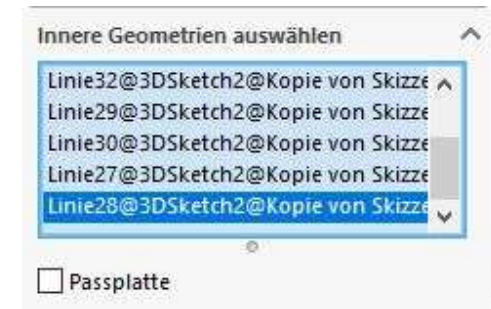 Innere Geometrien auswählen
Linie32@3DSketch2@Kopie von Skizze
Linie29@3DSketch2@Kopie von Skizze
Linie30@3DSketch2@Kopie von Skizze
Linie27@3DSketch2@Kopie von Skizze
Linie28@3DSketch2@Kopie von Skizze
Passplatte